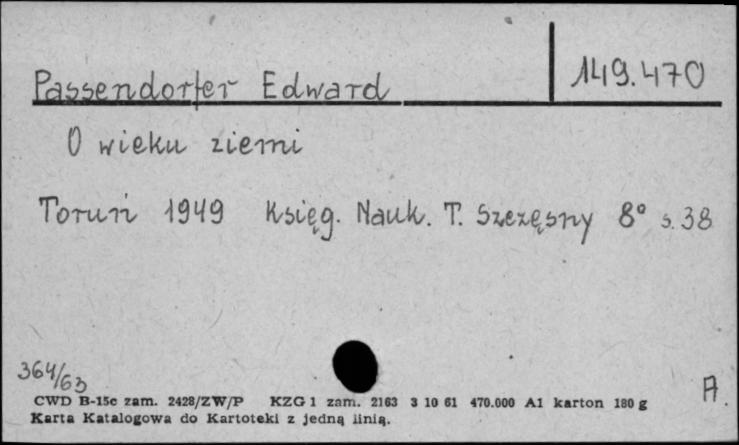 Passendorfer Edward 149.470
O wieku ziemi
Toruń 1949 Księg. Nauk. T. Szczęsny 8° s. 38
364/63
A
CWD B-15c zam. 2428/ZW/P KZG 1 zam. 2163 3 10 61 470.000 A1 karton 180 g
Karta Katalogowa do Kartoteki z jedną linią.